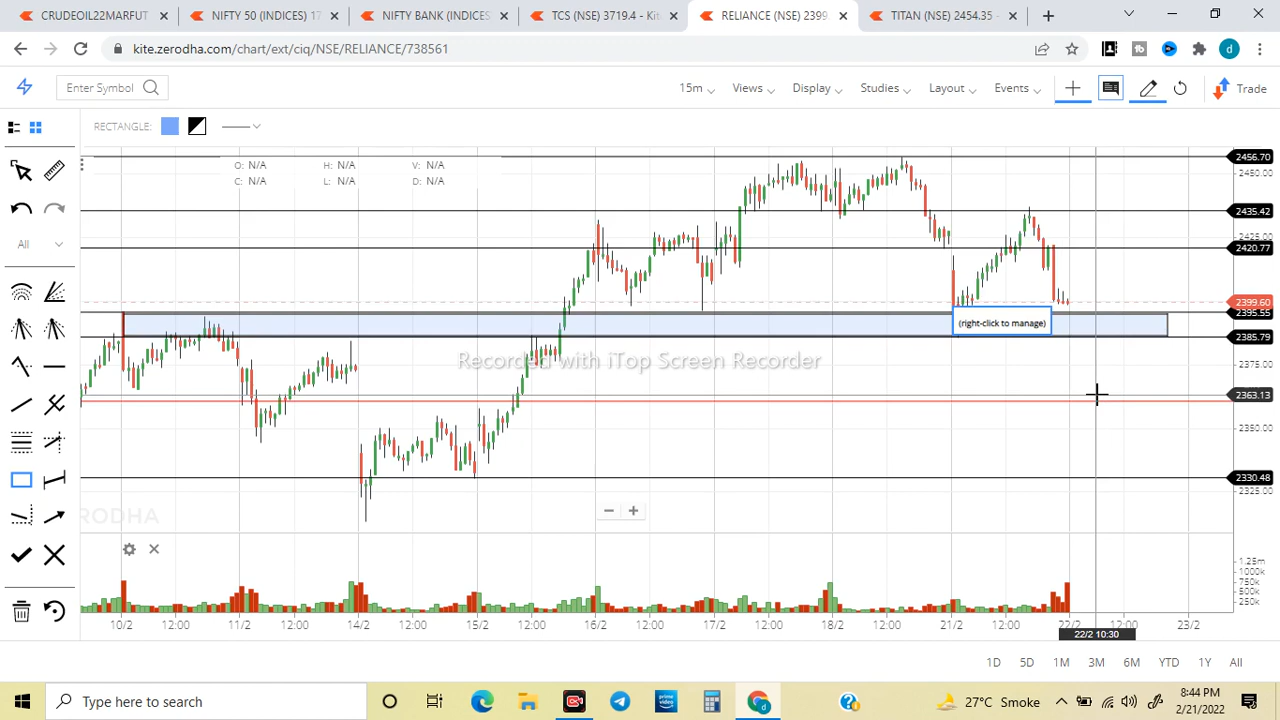 CRUDEOIL22MARFUT
NIFTY 50 (INDICES) 17
NIFTY BANK (INDICES
TCS (NSE) 3719.4 - Kite
RELIANCE (NSE) 2399.
TITAN (NSE) 2454.35 -
kite.zerodha.com/chart/ext/ciq/NSE/RELIANCE/738561
d
Enter Symbol
15m
Views
Display
Studies
Layout
Events
Trade
RECTANGLE:
O: N/A
H: N/A
V: N/A
C: N/A
L: N/A
D: N/A
All
2456.70
2450.00
2435.42
2425.00
2420.77
2399.60
2395.55
(right-click to manage)
2385.79
Recorded with iTop Screen Recorder
2375.00
2363.13
2350.00
2330.48
2325.00
1.25m
1000k
750k
500k
250k
10/2 12:00 11/2 12:00 14/2 12:00 15/2 12:00 16/2 12:00 17/2 12:00 18/2 12:00 21/2 12:00 22/2 12:00 23/2
22/2 10:30
1D 5D 1M 3M 6M YTD 1Y All
Type here to search
prime video
d
27°C Smoke
8:44 PM
2/21/2022